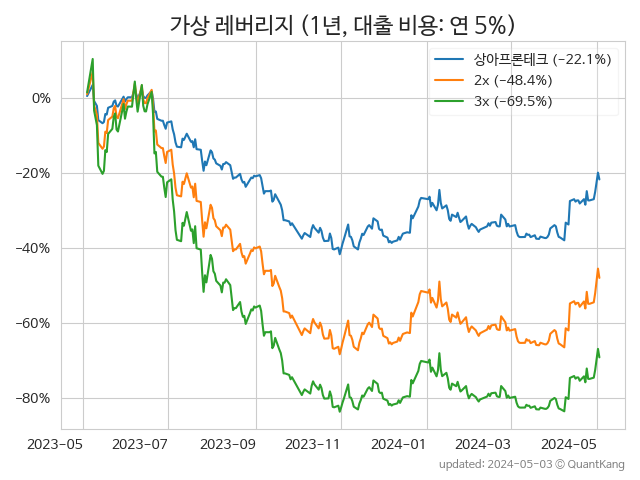 가상 레버리지 (1년, 대출 비용: 연 5%)
상아프론테크 (−22.1%)
2x (−48.4%)
3x (−69.5%)
0%
−20%
−40%
−60%
−80%
2023-05 2023-07 2023-09 2023-11 2024-01 2024-03 2024-05
updated: 2024-05-03 © QuantKang